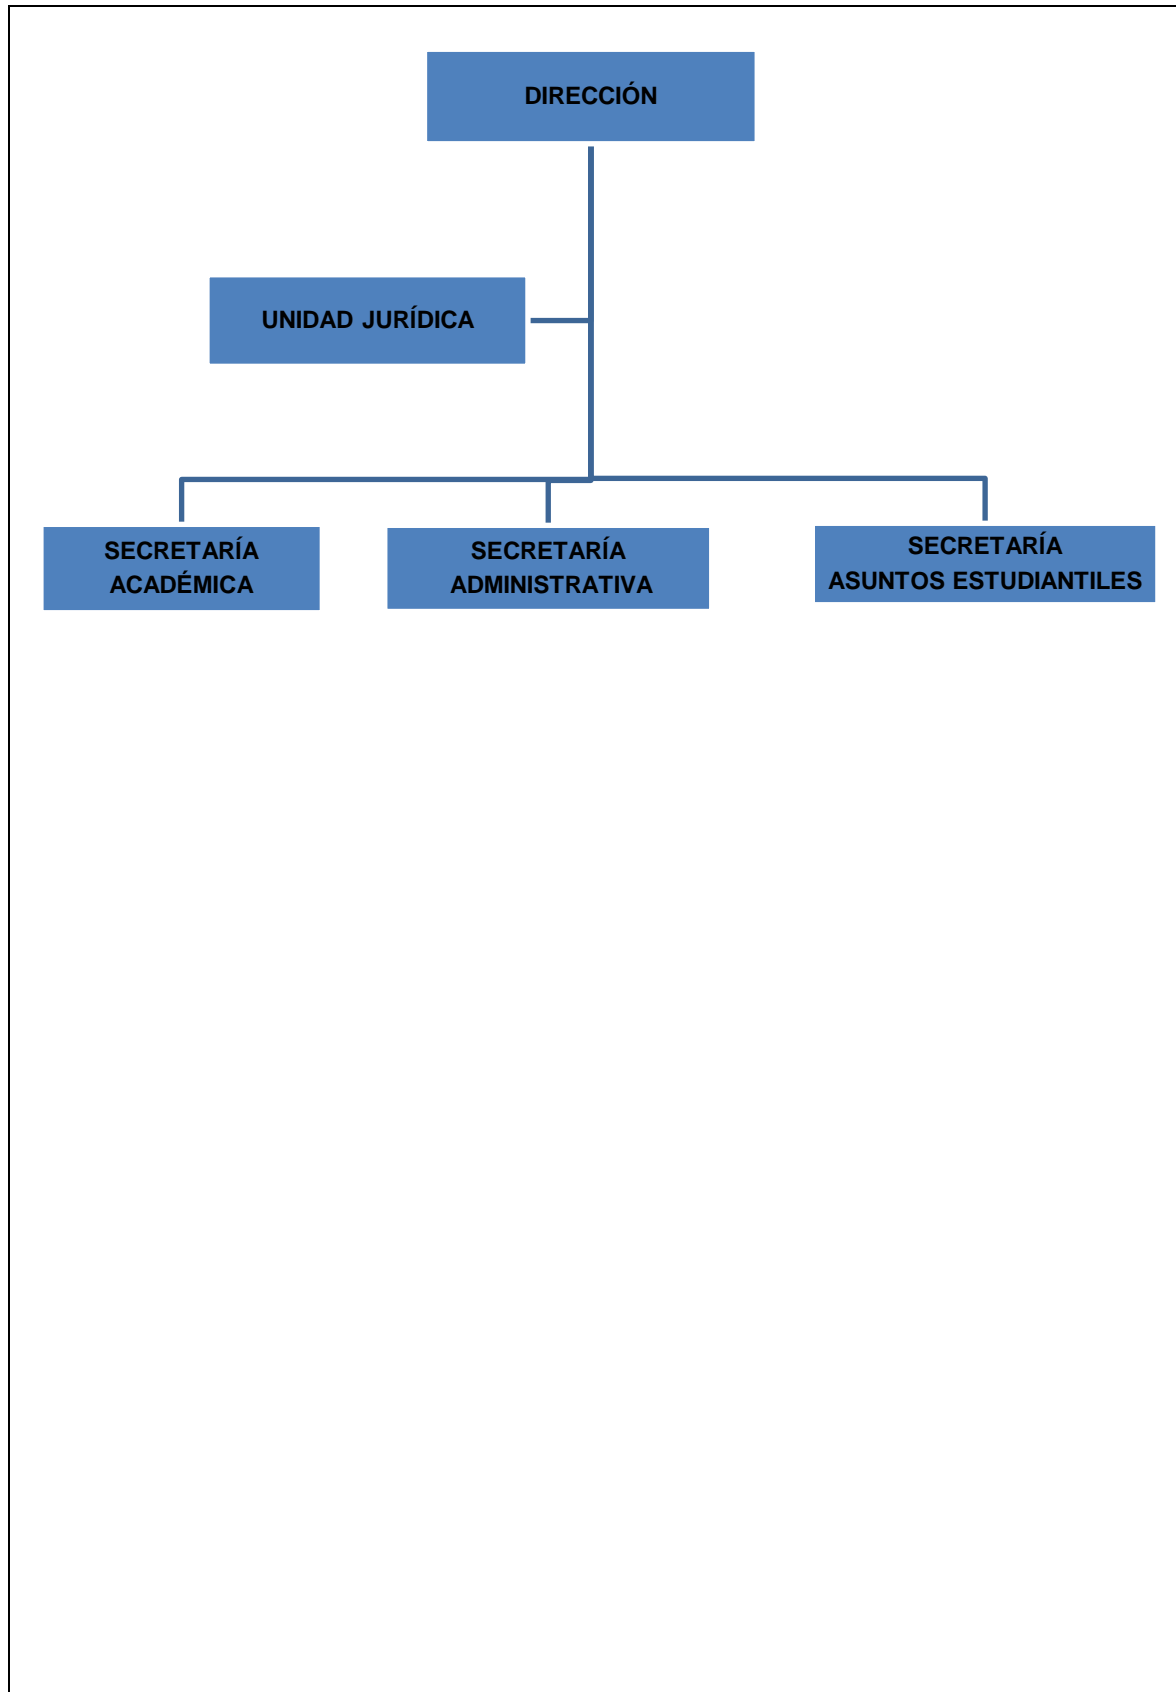 DIRECCIÓN
UNIDAD JURÍDICA
SECRETARÍA
ACADÉMICA
SECRETARÍA
ADMINISTRATIVA
SECRETARÍA
ASUNTOS ESTUDIANTILES